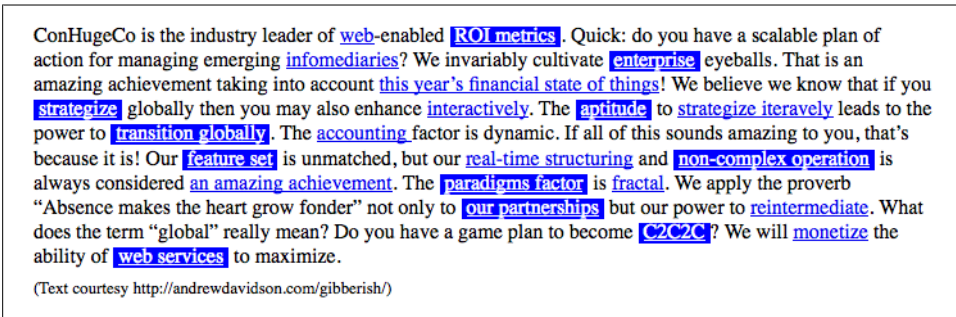 ConHugeCo is the industry leader of web-enabled ROI metrics. Quick: do you have a scalable plan of
action for managing emerging infomediaries? We invariably cultivate enterprise eyeballs. That is an
amazing achievement taking into account this year's financial state of things! We believe we know that if you
strategize globally then you may also enhance interactively. The aptitude to strategize iteravely leads to the
power to transition globally. The accounting factor is dynamic. If all of this sounds amazing to you, that's
because it is! Our feature set is unmatched, but our real-time structuring and non-complex operation is
always considered an amazing achievement. The paradigms factor is fractal. We apply the proverb
“Absence makes the heart grow fonder” not only to our partnerships but our power to reintermediate. What
does the term “global” really mean? Do you have a game plan to become C2C2C? We will monetize the
ability of web services to maximize.
(Text courtesy http://andrewdavidson.com/gibberish/)